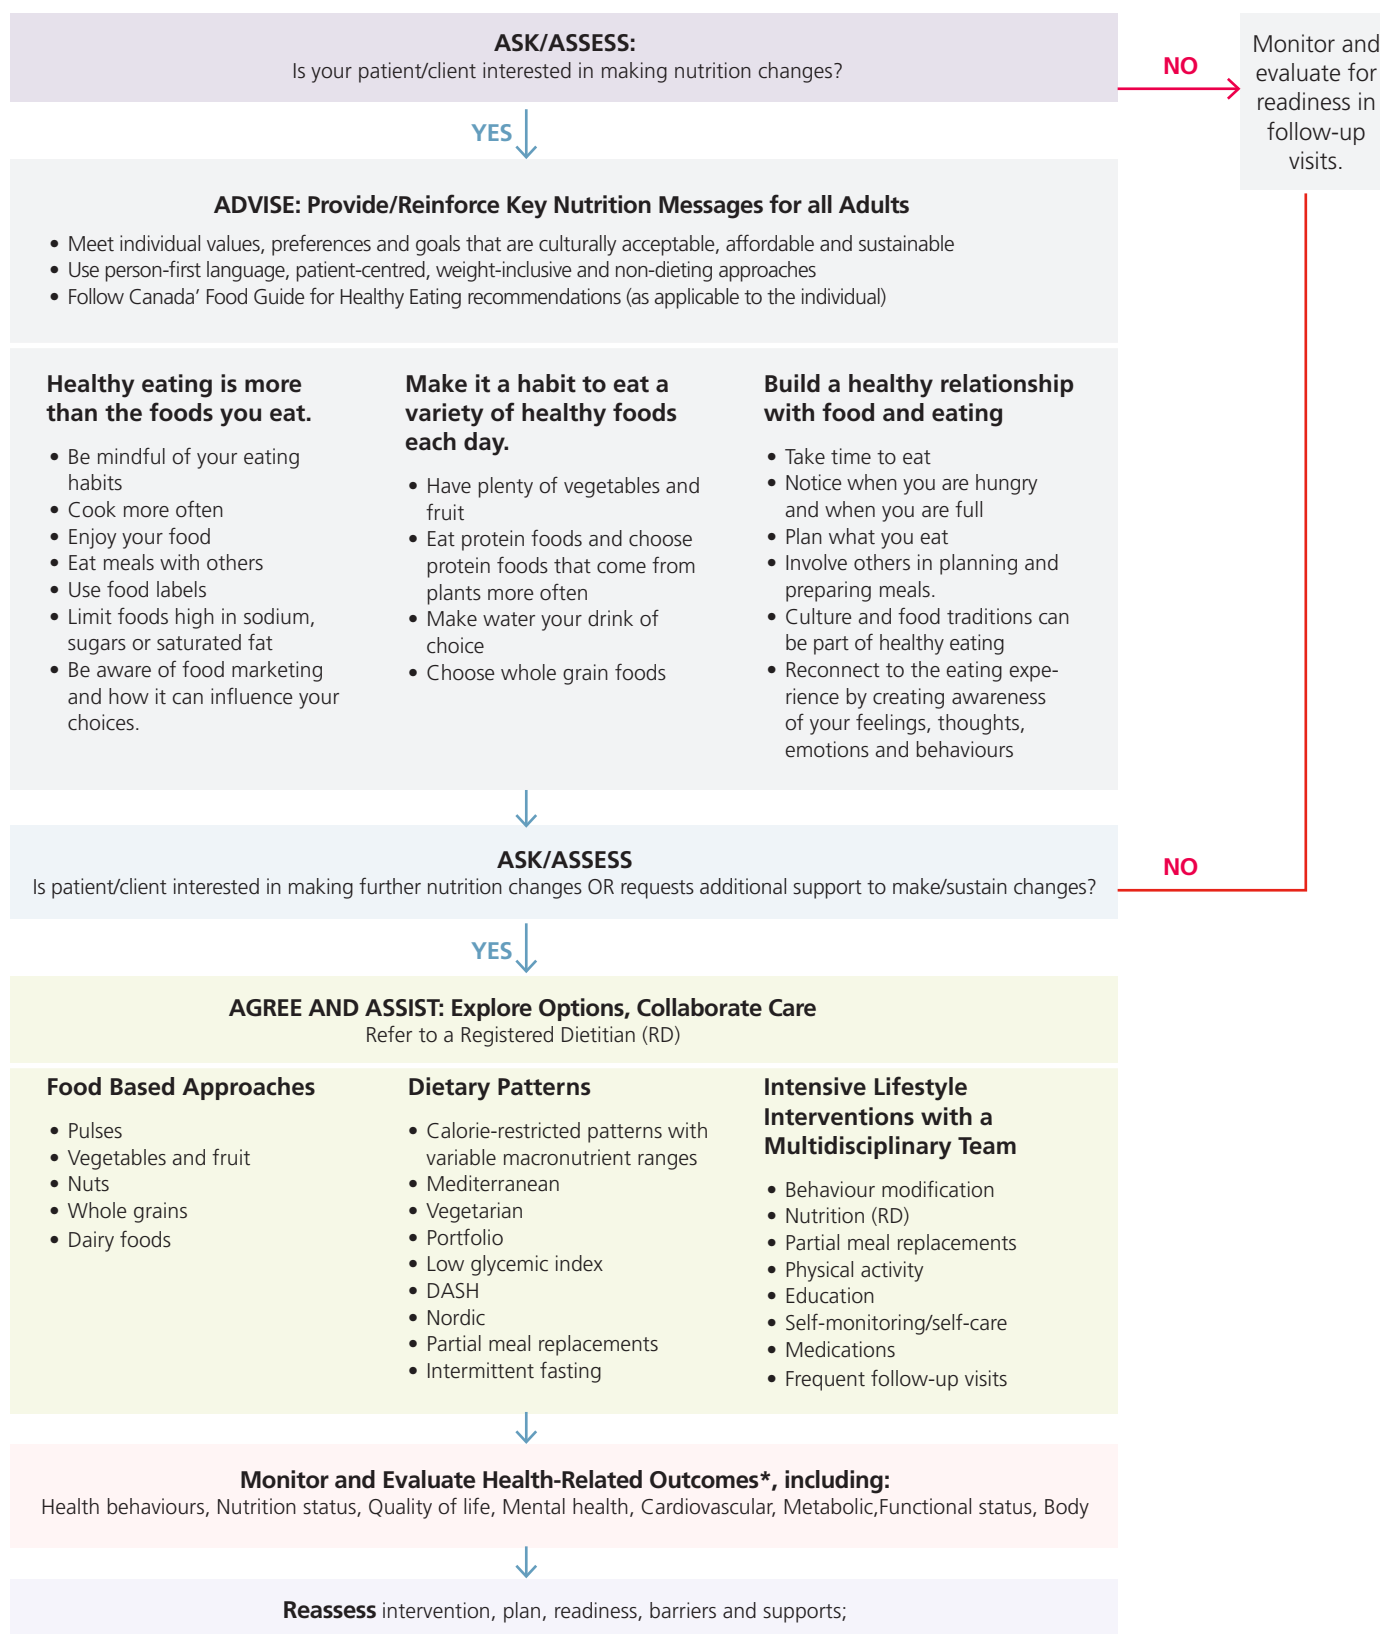 ASK/ASSESS:
Is your patient/client interested in making nutrition changes?
NO
Monitor and
evaluate for
readiness in
follow-up
visits.
YES
ADVISE: Provide/Reinforce Key Nutrition Messages for all Adults
• Meet individual values, preferences and goals that are culturally acceptable, affordable and sustainable
• Use person-first language, patient-centred, weight-inclusive and non-dieting approaches
• Follow Canada’ Food Guide for Healthy Eating recommendations (as applicable to the individual)
Healthy eating is more
than the foods you eat.
• Be mindful of your eating
habits
• Cook more often
• Enjoy your food
• Eat meals with others
• Use food labels
• Limit foods high in sodium,
sugars or saturated fat
• Be aware of food marketing
and how it can influence your
choices.
Make it a habit to eat a
variety of healthy foods
each day.
• Have plenty of vegetables and
fruit
• Eat protein foods and choose
protein foods that come from
plants more often
• Make water your drink of
choice
• Choose whole grain foods
Build a healthy relationship
with food and eating
• Take time to eat
• Notice when you are hungry
and when you are full
• Plan what you eat
• Involve others in planning and
preparing meals.
• Culture and food traditions can
be part of healthy eating
• Reconnect to the eating expe-
rience by creating awareness
of your feelings, thoughts,
emotions and behaviours
ASK/ASSESS
Is patient/client interested in making further nutrition changes OR requests additional support to make/sustain changes?
NO
YES
AGREE AND ASSIST: Explore Options, Collaborate Care
Refer to a Registered Dietitian (RD)
Food Based Approaches
• Pulses
• Vegetables and fruit
• Nuts
• Whole grains
• Dairy foods
Dietary Patterns
• Calorie-restricted patterns with
variable macronutrient ranges
• Mediterranean
• Vegetarian
• Portfolio
• Low glycemic index
• DASH
• Nordic
• Partial meal replacements
• Intermittent fasting
Intensive Lifestyle
Interventions with a
Multidisciplinary Team
• Behaviour modification
• Nutrition (RD)
• Partial meal replacements
• Physical activity
• Education
• Self-monitoring/self-care
• Medications
• Frequent follow-up visits
Monitor and Evaluate Health-Related Outcomes*, including:
Health behaviours, Nutrition status, Quality of life, Mental health, Cardiovascular, Metabolic,Functional status, Body
Reassess intervention, plan, readiness, barriers and supports;